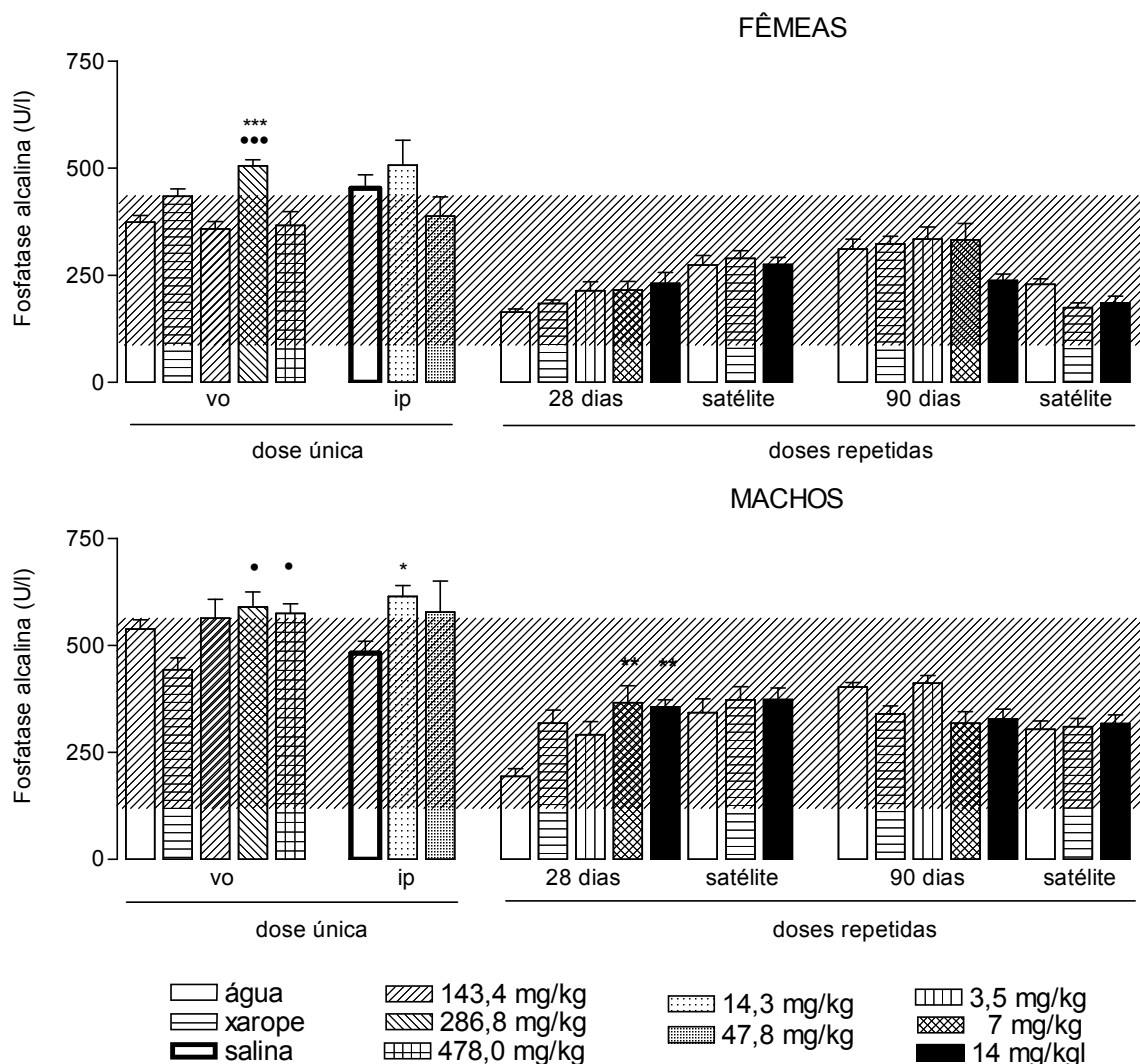 FÊMEAS
Fosfatase alcalina (U/l)
750
500
250
0
***
•••
vo
ip
28 dias
satélite
90 dias
satélite
dose única
doses repetidas
MACHOS
Fosfatase alcalina (U/l)
750
500
250
0
•
•
*
**
**
vo
ip
28 dias
satélite
90 dias
satélite
dose única
doses repetidas
água
xarope
salina
143,4 mg/kg
286,8 mg/kg
478,0 mg/kg
14,3 mg/kg
47,8 mg/kg
3,5 mg/kg
7 mg/kg
14 mg/kgl